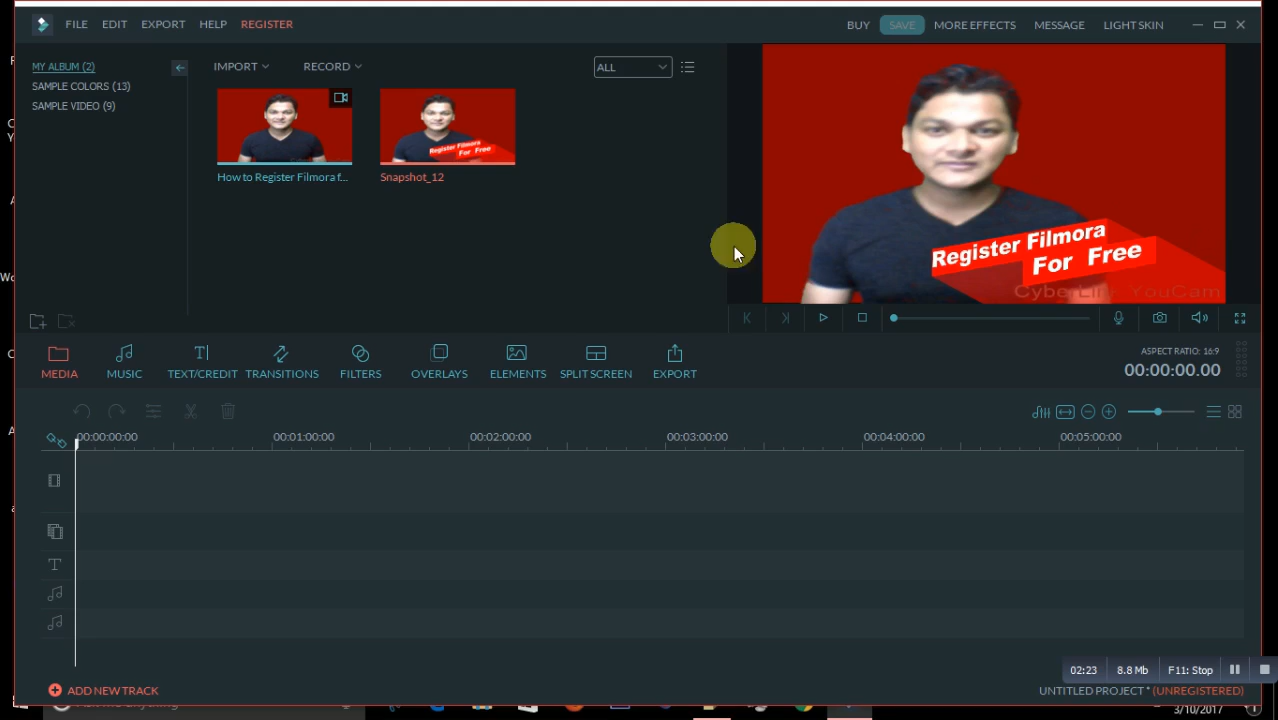 FILE EDIT EXPORT HELP REGISTER
BUY SAVE MORE EFFECTS MESSAGE LIGHT SKIN
MY ALBUM (2)
SAMPLE COLORS (13)
SAMPLE VIDEO (9)
IMPORT RECORD ALL
Register Filmora
For Free
How to Register Filmora f...
Snapshot_12
Register Filmora
For Free
CyberLink YouCam
MEDIA MUSIC TEXT/CREDIT TRANSITIONS FILTERS OVERLAYS ELEMENTS SPLIT SCREEN EXPORT
ASPECT RATIO: 16:9
00:00:00.00
00:00:00:00 00:01:00:00 00:02:00:00 00:03:00:00 00:04:00:00 00:05:00:00
02:23 8.8 Mb F11: Stop
ADD NEW TRACK
UNTITLED PROJECT* (UNREGISTERED)
3/10/2017